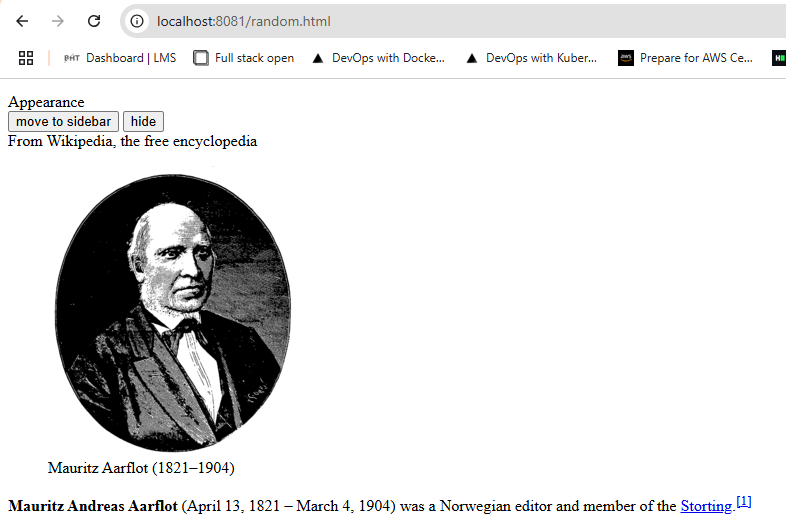 localhost:8081/random.html
Dashboard | LMS Full stack open DevOps with Docke... DevOps with Kuber... aws Prepare for AWS Ce...
Appearance
move to sidebar hide
From Wikipedia, the free encyclopedia
Mauritz Aarflot (1821–1904)
Mauritz Andreas Aarflot (April 13, 1821 – March 4, 1904) was a Norwegian editor and member of the Storting.[1]